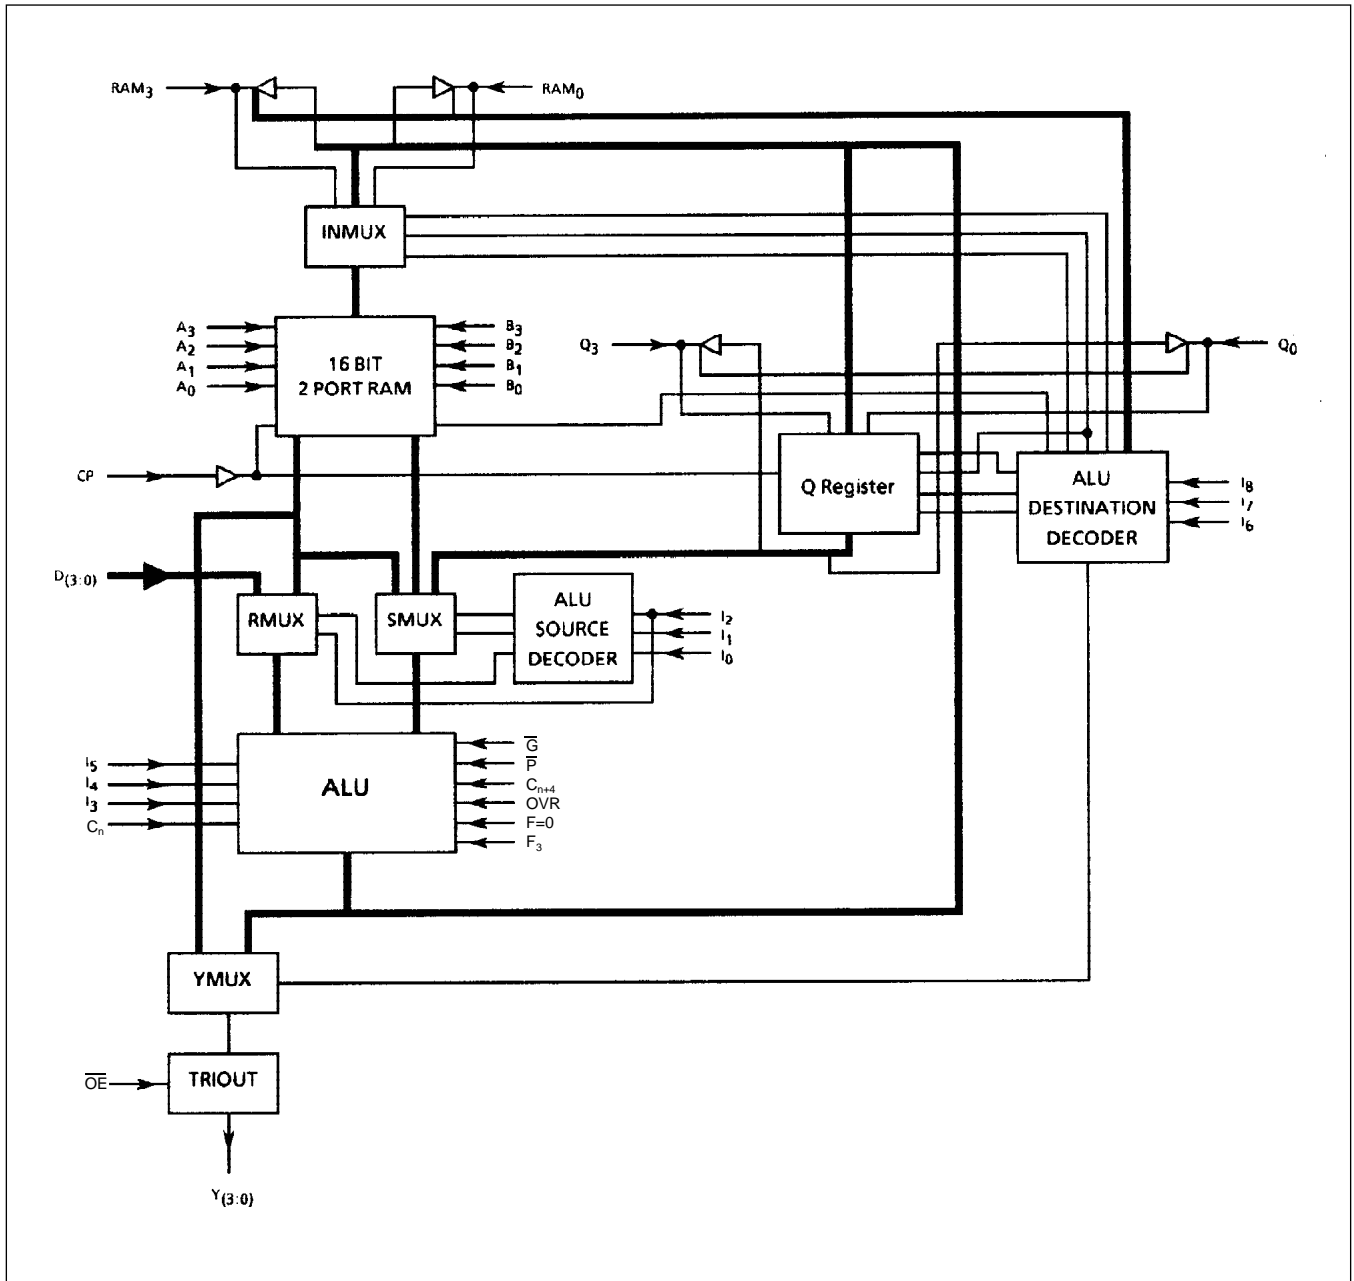 RAM3
RAM0
INMUX
A3
A2
A1
A0
16 BIT
2 PORT RAM
B3
B2
B1
B0
Q3
Q0
CP
Q Register
ALU
DESTINATION
DECODER
I8
I7
I6
D(3:0)
RMUX
SMUX
ALU
SOURCE
DECODER
I2
I1
I0
I5
I4
I3
Cn
ALU
G̅
P̅
Cn+4
OVR
F=0
F3
YMUX
O̅E̅
TRIOUT
Y(3:0)